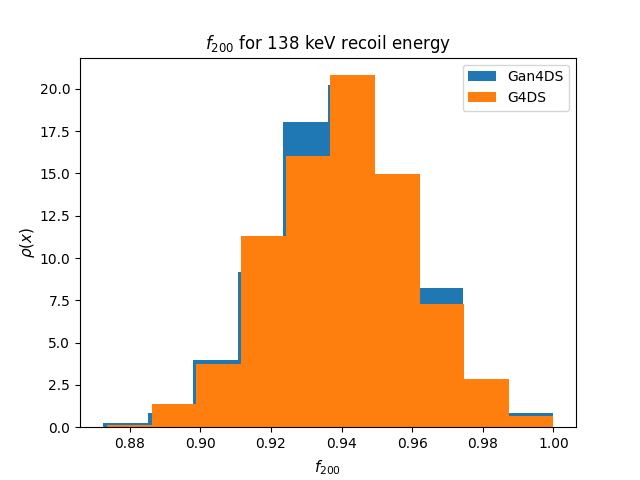 f₂₀₀ for 138 keV recoil energy
Gan4DS
G4DS
20.0
17.5
15.0
12.5
10.0
7.5
5.0
2.5
0.0
ρ(x)
0.88 0.90 0.92 0.94 0.96 0.98 1.00
f₂₀₀